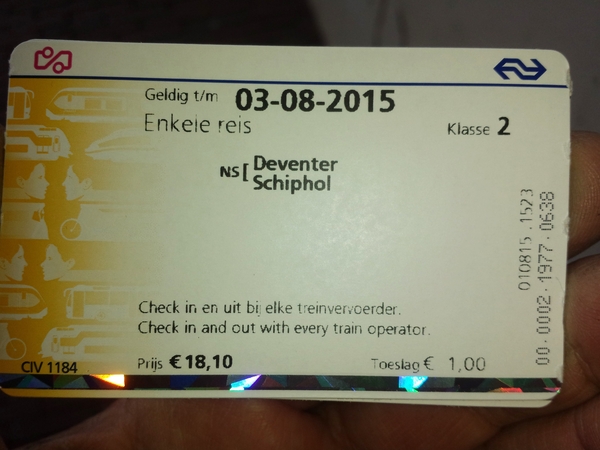 Geldig t/m 03-08-2015
Enkele reis
Klasse 2
NS [ Deventer
Schiphol
Check in en uit bij elke treinvervoerder.
Check in and out with every train operator.
CIV 1184
Prijs € 18,10
Toeslag € 1,00
010815 . 1523
00 · 0002 · 1977 · 0638